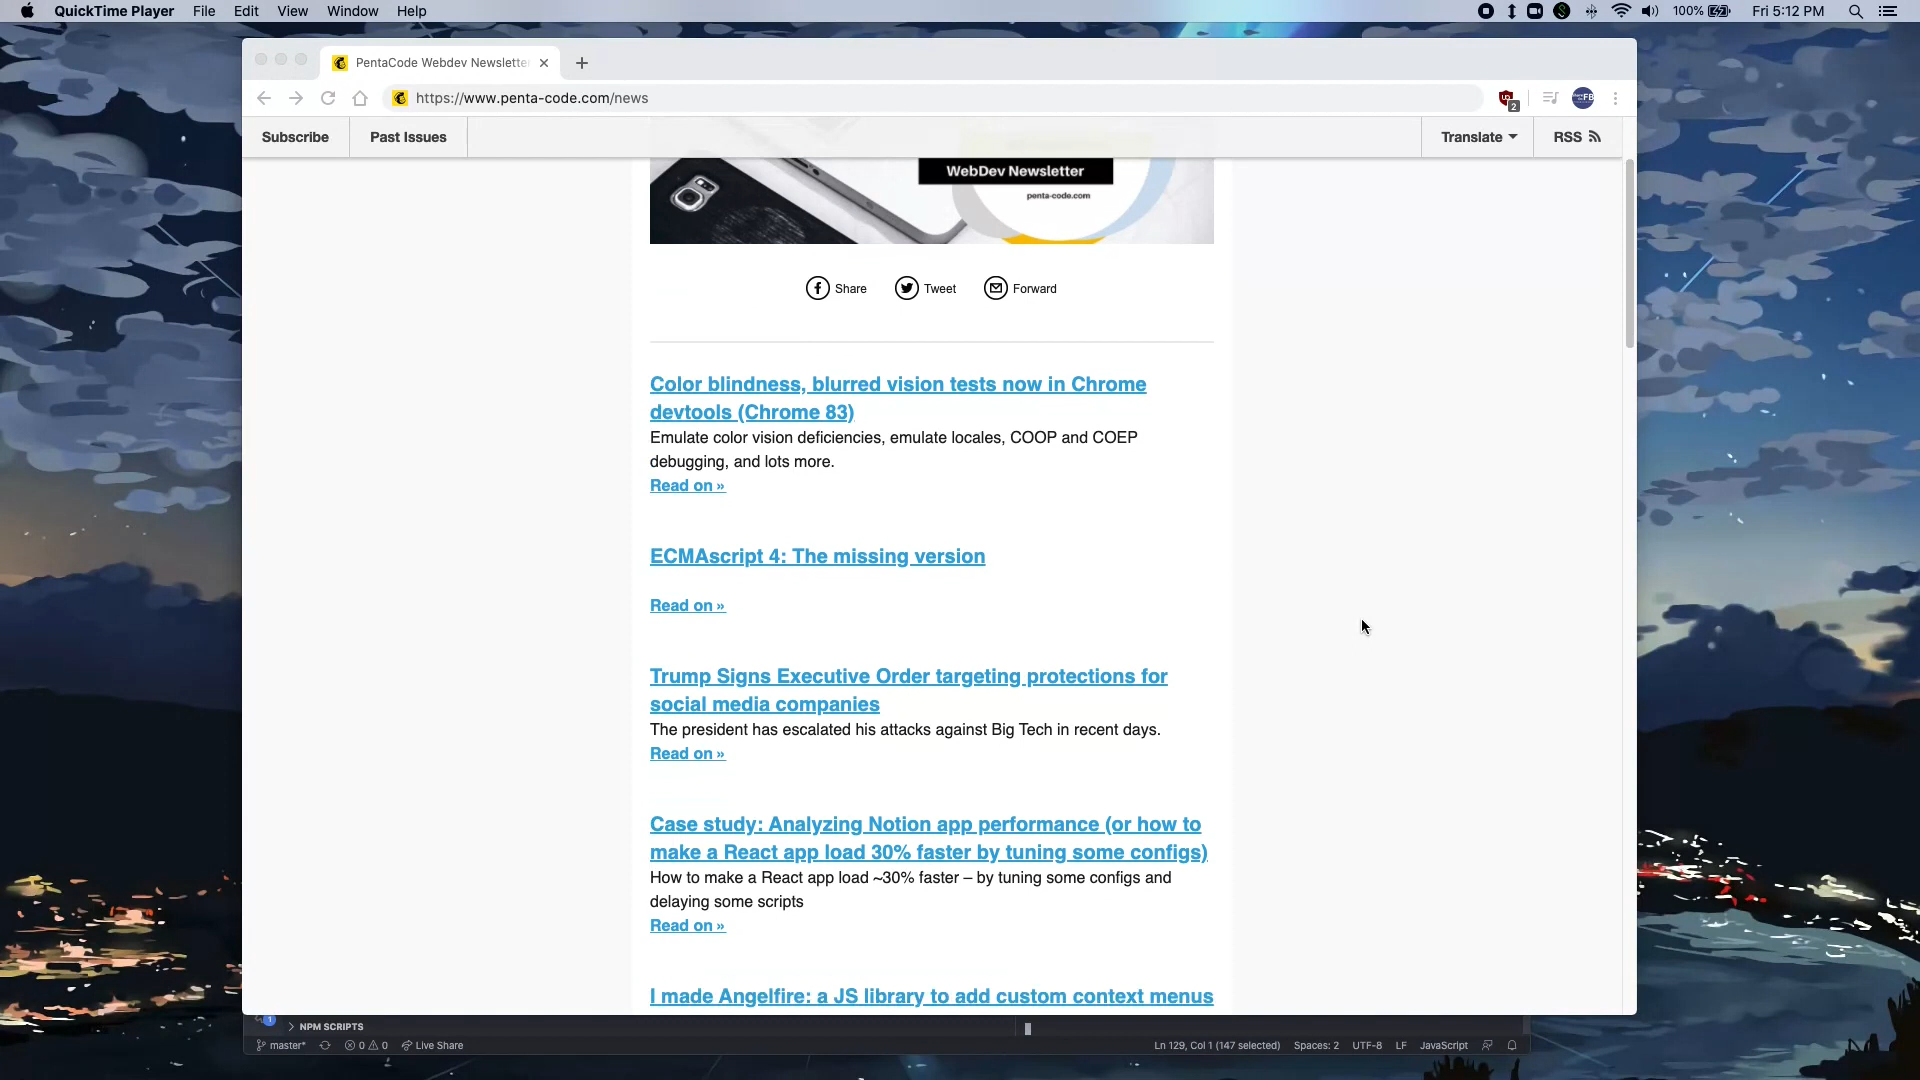 QuickTime Player File Edit View Window Help
100% Fri 5:12 PM
PentaCode Webdev Newslette
https://www.penta-code.com/news
2
Subscribe
Past Issues
Translate
RSS
WebDev Newsletter
penta-code.com
Share
Tweet
Forward
Color blindness, blurred vision tests now in Chrome
devtools (Chrome 83)
Emulate color vision deficiencies, emulate locales, COOP and COEP
debugging, and lots more.
Read on »
ECMAscript 4: The missing version
Read on »
Trump Signs Executive Order targeting protections for
social media companies
The president has escalated his attacks against Big Tech in recent days.
Read on »
Case study: Analyzing Notion app performance (or how to
make a React app load 30% faster by tuning some configs)
How to make a React app load ~30% faster – by tuning some configs and
delaying some scripts
Read on »
I made Angelfire: a JS library to add custom context menus
1
NPM SCRIPTS
master* 0 0 Live Share
Ln 129, Col 1 (147 selected) Spaces: 2 UTF-8 LF JavaScript